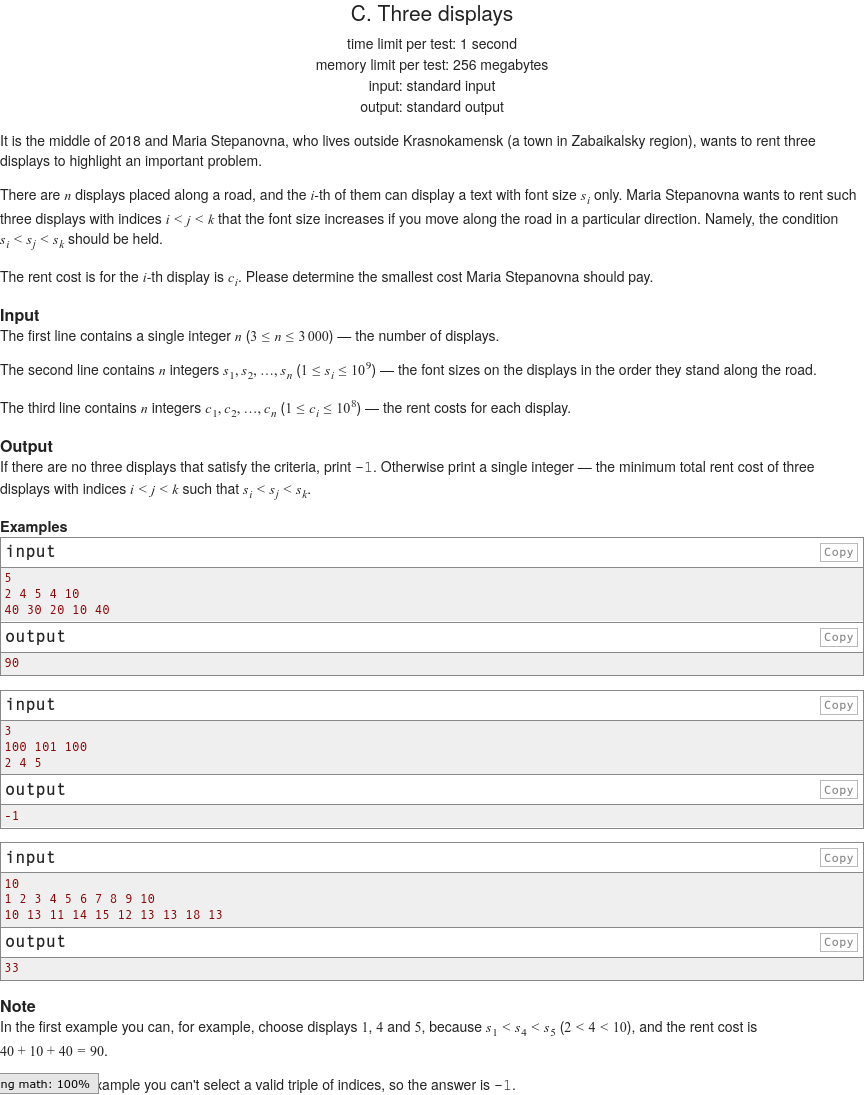 C. Three displays
time limit per test: 1 second
memory limit per test: 256 megabytes
input: standard input
output: standard output
It is the middle of 2018 and Maria Stepanovna, who lives outside Krasnokamensk (a town in Zabaikalsky region), wants to rent three
displays to highlight an important problem.
There are n displays placed along a road, and the i-th of them can display a text with font size s_i only. Maria Stepanovna wants to rent such
three displays with indices i < j < k that the font size increases if you move along the road in a particular direction. Namely, the condition
s_i < s_j < s_k should be held.
The rent cost is for the i-th display is c_i. Please determine the smallest cost Maria Stepanovna should pay.
Input
The first line contains a single integer n (3 ≤ n ≤ 3 000) — the number of displays.
The second line contains n integers s_1, s_2, …, s_n (1 ≤ s_i ≤ 10^9) — the font sizes on the displays in the order they stand along the road.
The third line contains n integers c_1, c_2, …, c_n (1 ≤ c_i ≤ 10^8) — the rent costs for each display.
Output
If there are no three displays that satisfy the criteria, print -1. Otherwise print a single integer — the minimum total rent cost of three
displays with indices i < j < k such that s_i < s_j < s_k.
Examples
input Copy
5
2 4 5 4 10
40 30 20 10 40
output Copy
90
input Copy
3
100 101 100
2 4 5
output Copy
-1
input Copy
10
1 2 3 4 5 6 7 8 9 10
10 13 11 14 15 12 13 13 18 13
output Copy
33
Note
In the first example you can, for example, choose displays 1, 4 and 5, because s_1 < s_4 < s_5 (2 < 4 < 10), and the rent cost is
40 + 10 + 40 = 90.
ng math: 100% xample you can't select a valid triple of indices, so the answer is -1.